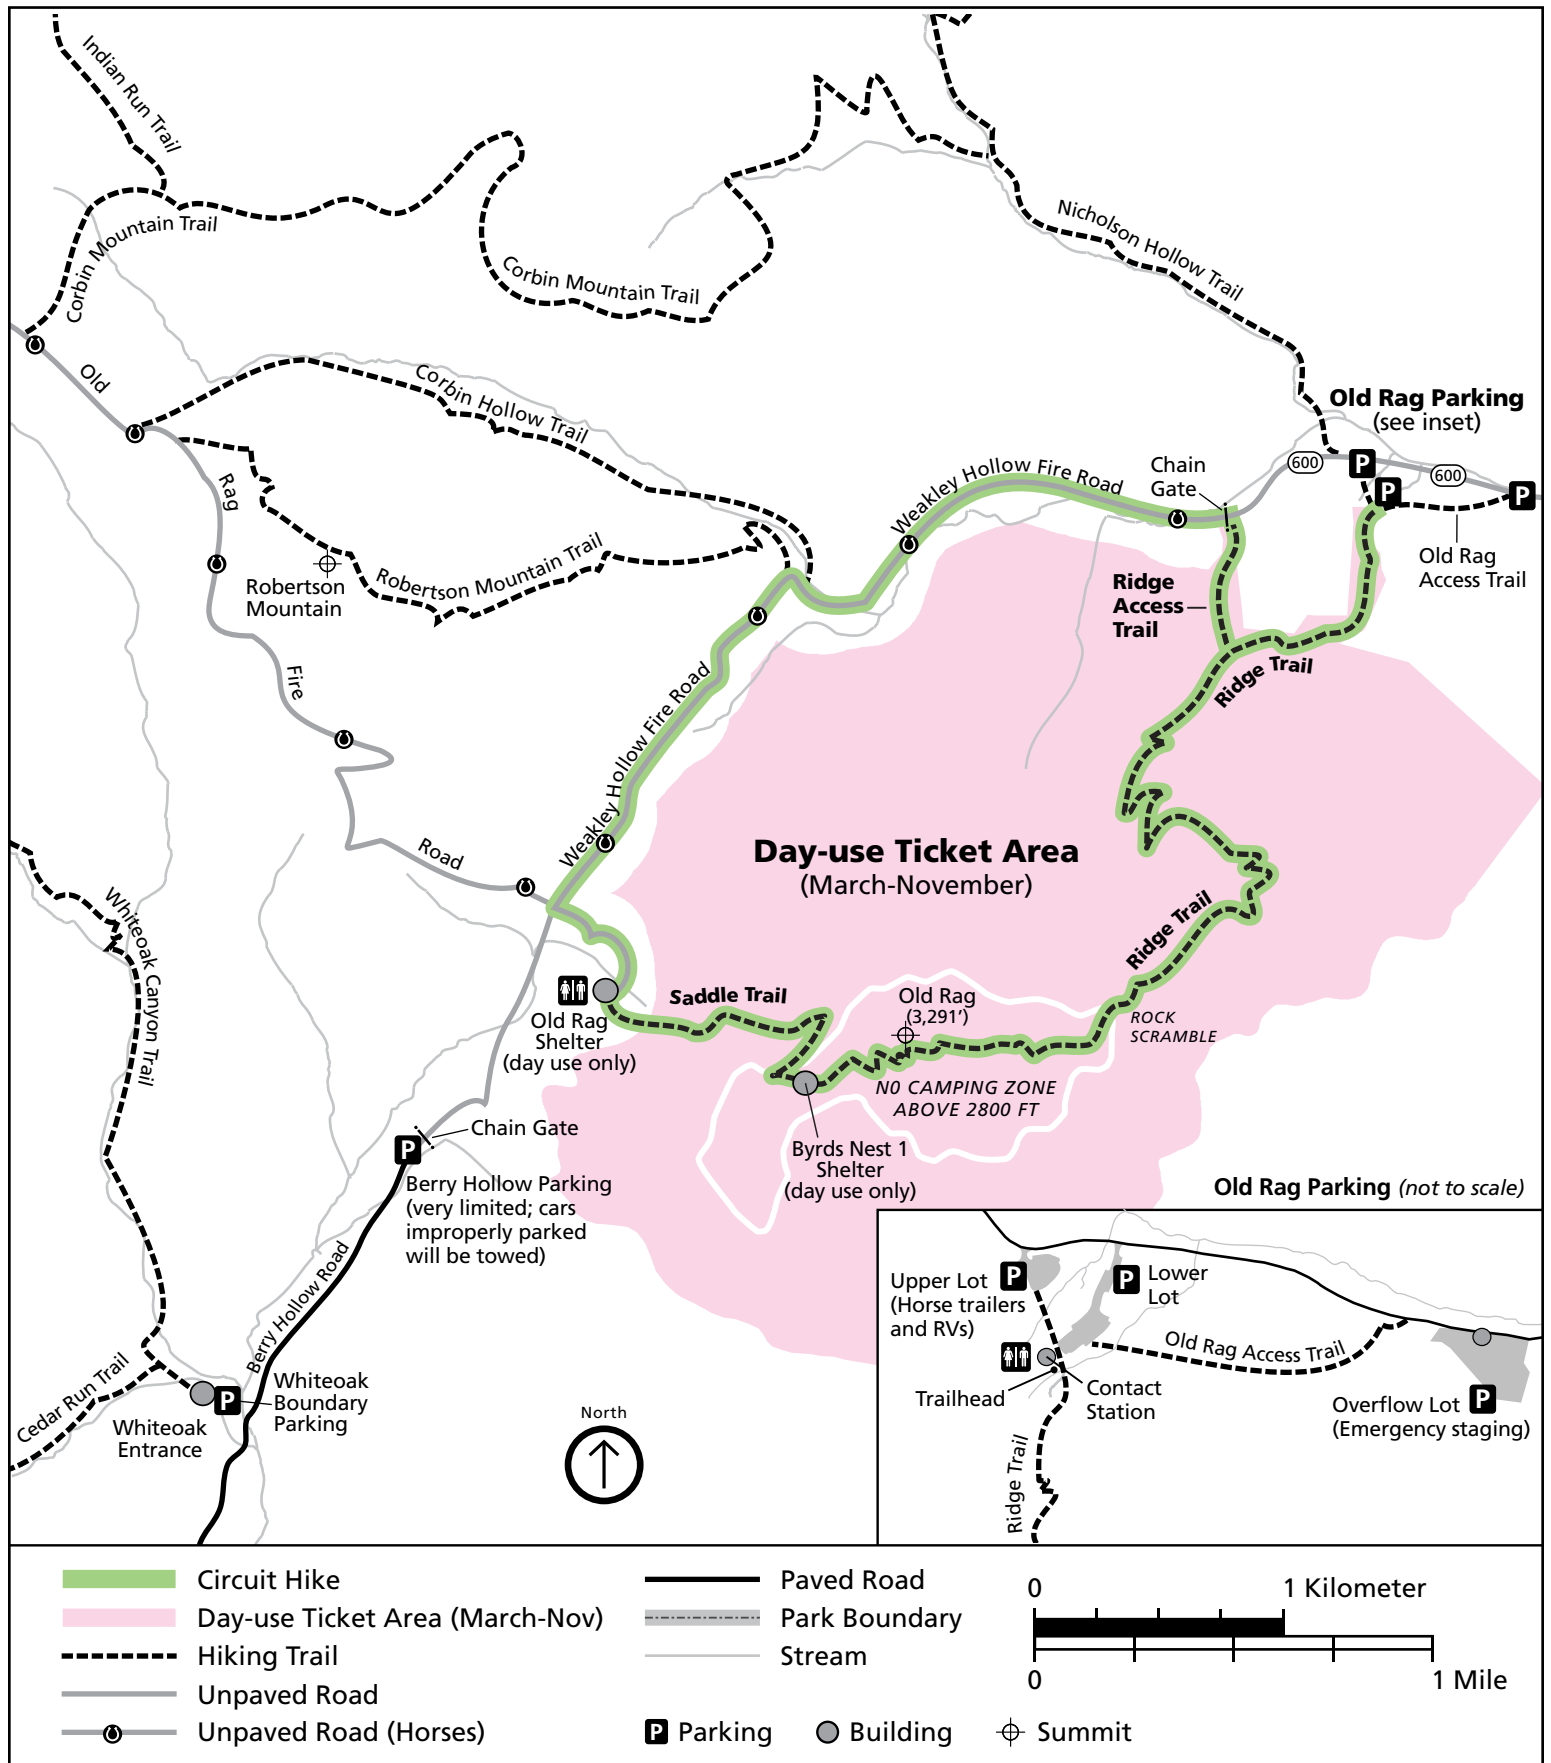 Indian Run Trail
Corbin Mountain Trail
Corbin Mountain Trail
Nicholson Hollow Trail
Old
Rag
Fire
Road
Corbin Hollow Trail
Robertson Mountain Trail
Robertson
Mountain
Weakley Hollow Fire Road
Weakley Hollow Fire Road
Chain
Gate
600
600
Old Rag Parking
(see inset)
P
P
P
Old Rag
Access Trail
Ridge
Access
Trail
Ridge Trail
Day-use Ticket Area
(March-November)
Ridge Trail
Saddle Trail
Old Rag
(3,291')
ROCK
SCRAMBLE
N0 CAMPING ZONE
ABOVE 2800 FT
Old Rag
Shelter
(day use only)
Byrds Nest 1
Shelter
(day use only)
Whiteoak Canyon Trail
P
Chain Gate
Berry Hollow Parking
(very limited; cars
improperly parked
will be towed)
Berry Hollow Road
Cedar Run Trail
P
Whiteoak
Boundary
Parking
Whiteoak
Entrance
North
Old Rag Parking (not to scale)
Upper Lot
(Horse trailers
and RVs)
P
P
Lower
Lot
Old Rag Access Trail
Trailhead
Contact
Station
Ridge Trail
Overflow Lot
(Emergency staging)
P
Circuit Hike
Day-use Ticket Area (March-Nov)
Hiking Trail
Unpaved Road
Unpaved Road (Horses)
Paved Road
Park Boundary
Stream
P Parking
Building
Summit
0 1 Kilometer
0 1 Mile